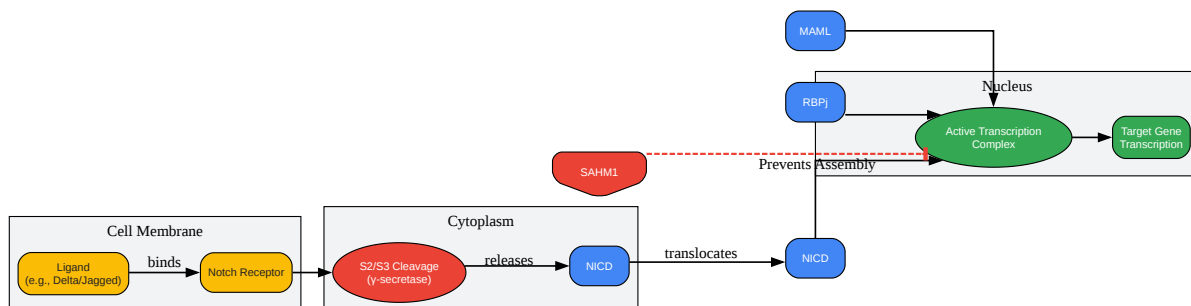 MAML
Nucleus
RBPj
Active Transcription
Complex
Target Gene
Transcription
Prevents Assembly
SAHM1
Cell Membrane
Ligand
(e.g., Delta/Jagged)
binds
Notch Receptor
Cytoplasm
S2/S3 Cleavage
(γ-secretase)
releases
NICD
translocates
NICD